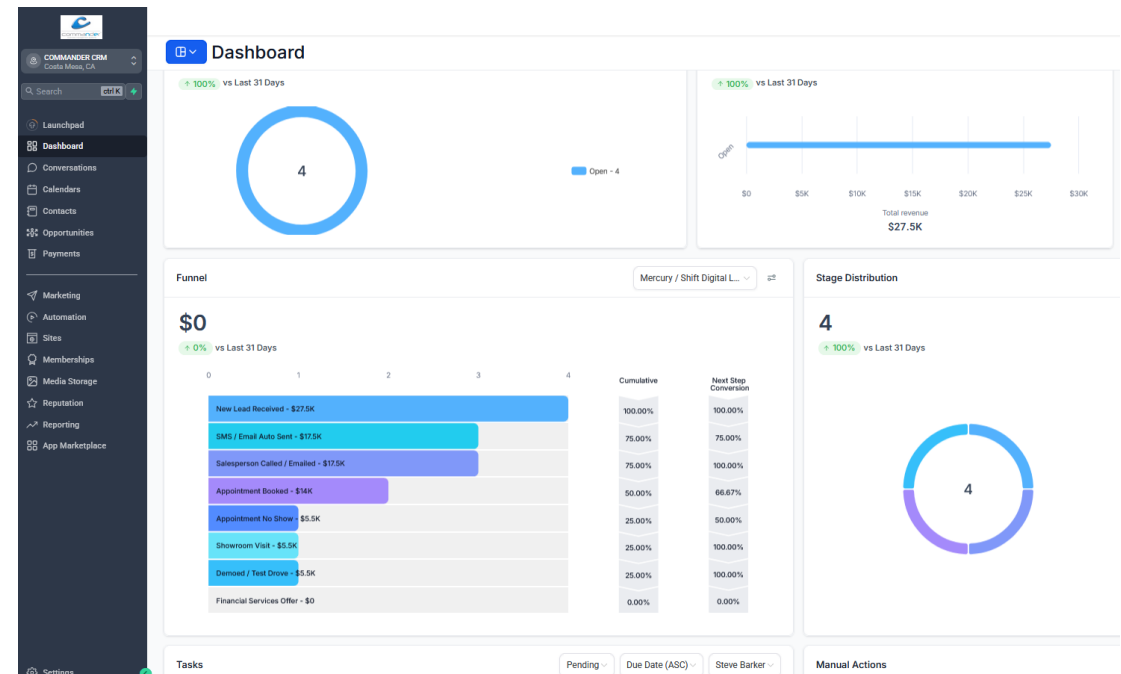 commander
COMMANDER CRM
Costa Mesa, CA
Search
ctrl K
Launchpad
Dashboard
Conversations
Calendars
Contacts
Opportunities
Payments
Marketing
Automation
Sites
Memberships
Media Storage
Reputation
Reporting
App Marketplace
Settings
Dashboard
↑ 100% vs Last 31 Days
4
Open - 4
↑ 100% vs Last 31 Days
Open
$0 $5K $10K $15K $20K $25K $30K
Total revenue
$27.5K
Funnel
Mercury / Shift Digital L...
$0
↑ 0% vs Last 31 Days
0 1 2 3 4
Cumulative
Next Step
Conversion
New Lead Received - $27.5K 100.00% 100.00%
SMS / Email Auto Sent - $17.5K 75.00% 75.00%
Salesperson Called / Emailed - $17.5K 75.00% 100.00%
Appointment Booked - $14K 50.00% 66.67%
Appointment No Show - $5.5K 25.00% 50.00%
Showroom Visit - $5.5K 25.00% 100.00%
Demoed / Test Drove - $5.5K 25.00% 100.00%
Financial Services Offer - $0 0.00% 0.00%
Stage Distribution
4
↑ 100% vs Last 31 Days
4
Tasks
Pending
Due Date (ASC)
Steve Barker
Manual Actions